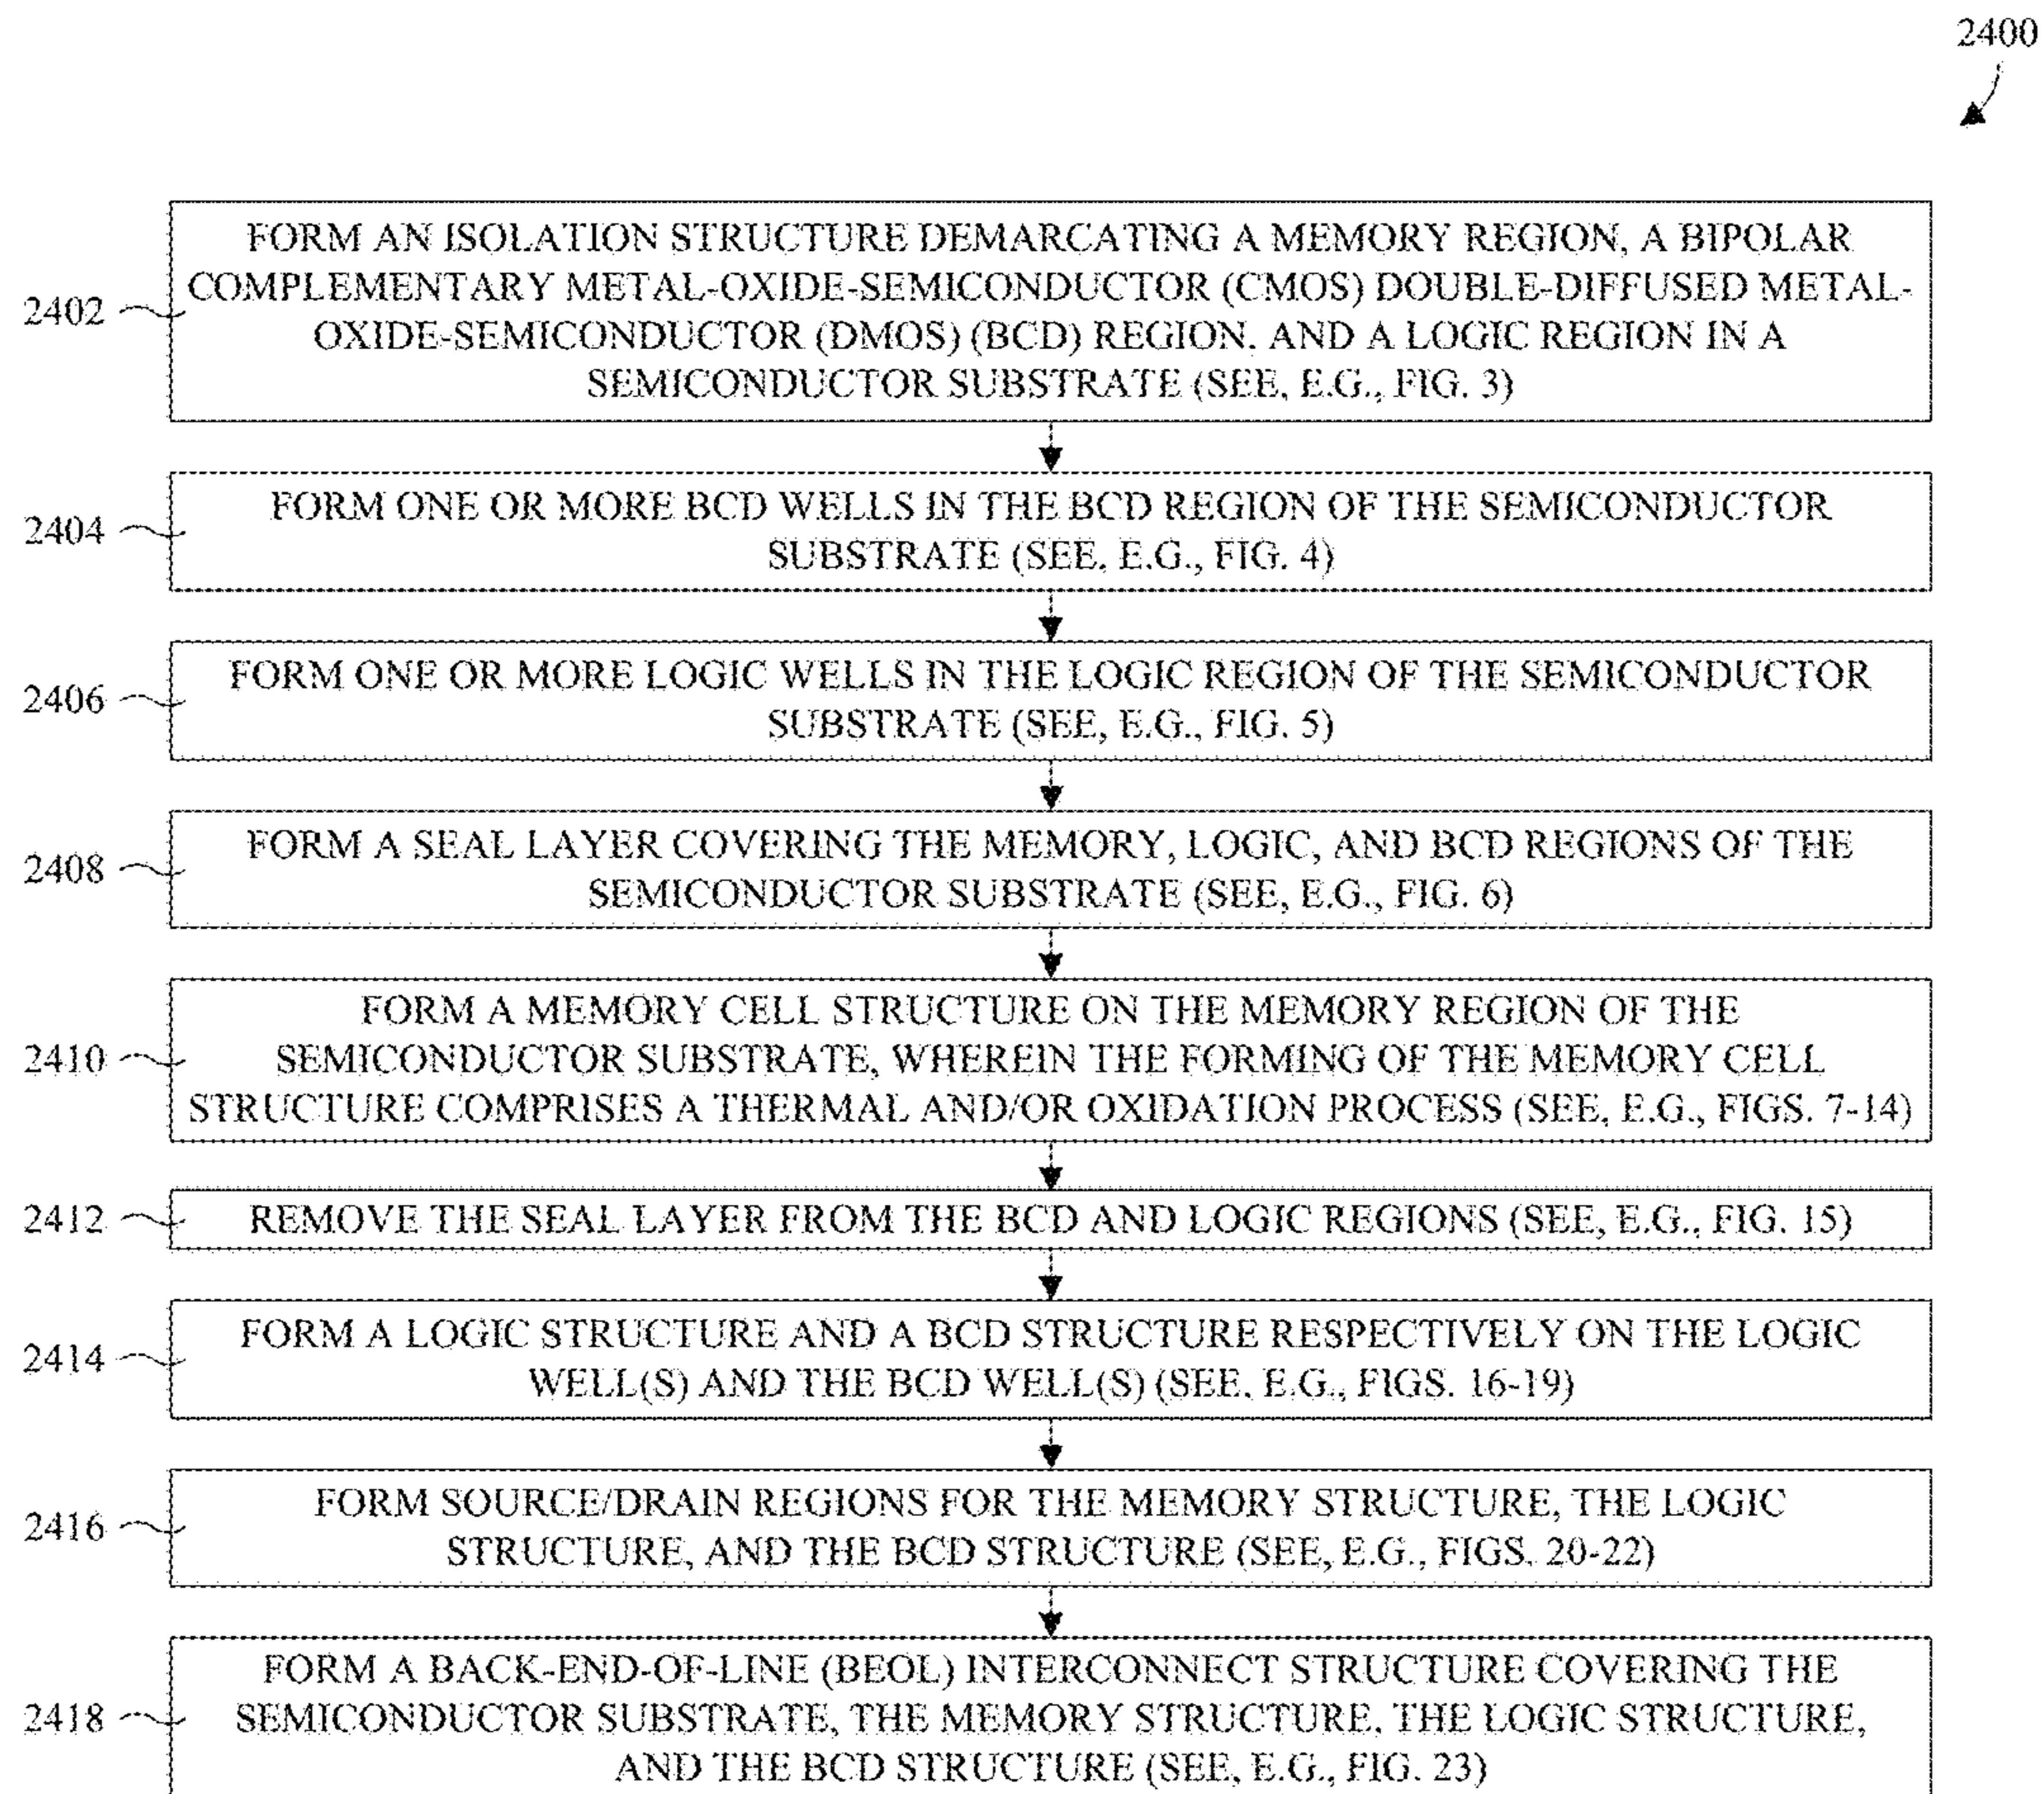 2400
FORM AN ISOLATION STRUCTURE DEMARCATING A MEMORY REGION, A BIPOLAR
COMPLEMENTARY METAL-OXIDE-SEMICONDUCTOR (CMOS) DOUBLE-DIFFUSED METAL-
2402
OXIDE-SEMICONDUCTOR (DMOS) (BCD) REGION, AND A LOGIC REGION IN A
SEMICONDUCTOR SUBSTRATE (SEE, E.G., FIG. 3)
2404
FORM ONE OR MORE BCD WELLS IN THE BCD REGION OF THE SEMICONDUCTOR
SUBSTRATE (SEE, E.G., FIG. 4)
2406
FORM ONE OR MORE LOGIC WELLS IN THE LOGIC REGION OF THE SEMICONDUCTOR
SUBSTRATE (SEE, E.G., FIG. 5)
2408
FORM A SEAL LAYER COVERING THE MEMORY, LOGIC, AND BCD REGIONS OF THE
SEMICONDUCTOR SUBSTRATE (SEE, E.G., FIG. 6)
2410
FORM A MEMORY CELL STRUCTURE ON THE MEMORY REGION OF THE
SEMICONDUCTOR SUBSTRATE, WHEREIN THE FORMING OF THE MEMORY CELL
STRUCTURE COMPRISES A THERMAL AND/OR OXIDATION PROCESS (SEE, E.G., FIGS. 7-14)
2412
REMOVE THE SEAL LAYER FROM THE BCD AND LOGIC REGIONS (SEE, E.G., FIG. 15)
2414
FORM A LOGIC STRUCTURE AND A BCD STRUCTURE RESPECTIVELY ON THE LOGIC
WELL(S) AND THE BCD WELL(S) (SEE, E.G., FIGS. 16-19)
2416
FORM SOURCE/DRAIN REGIONS FOR THE MEMORY STRUCTURE, THE LOGIC
STRUCTURE, AND THE BCD STRUCTURE (SEE, E.G., FIGS. 20-22)
2418
FORM A BACK-END-OF-LINE (BEOL) INTERCONNECT STRUCTURE COVERING THE
SEMICONDUCTOR SUBSTRATE, THE MEMORY STRUCTURE, THE LOGIC STRUCTURE,
AND THE BCD STRUCTURE (SEE, E.G., FIG. 23)